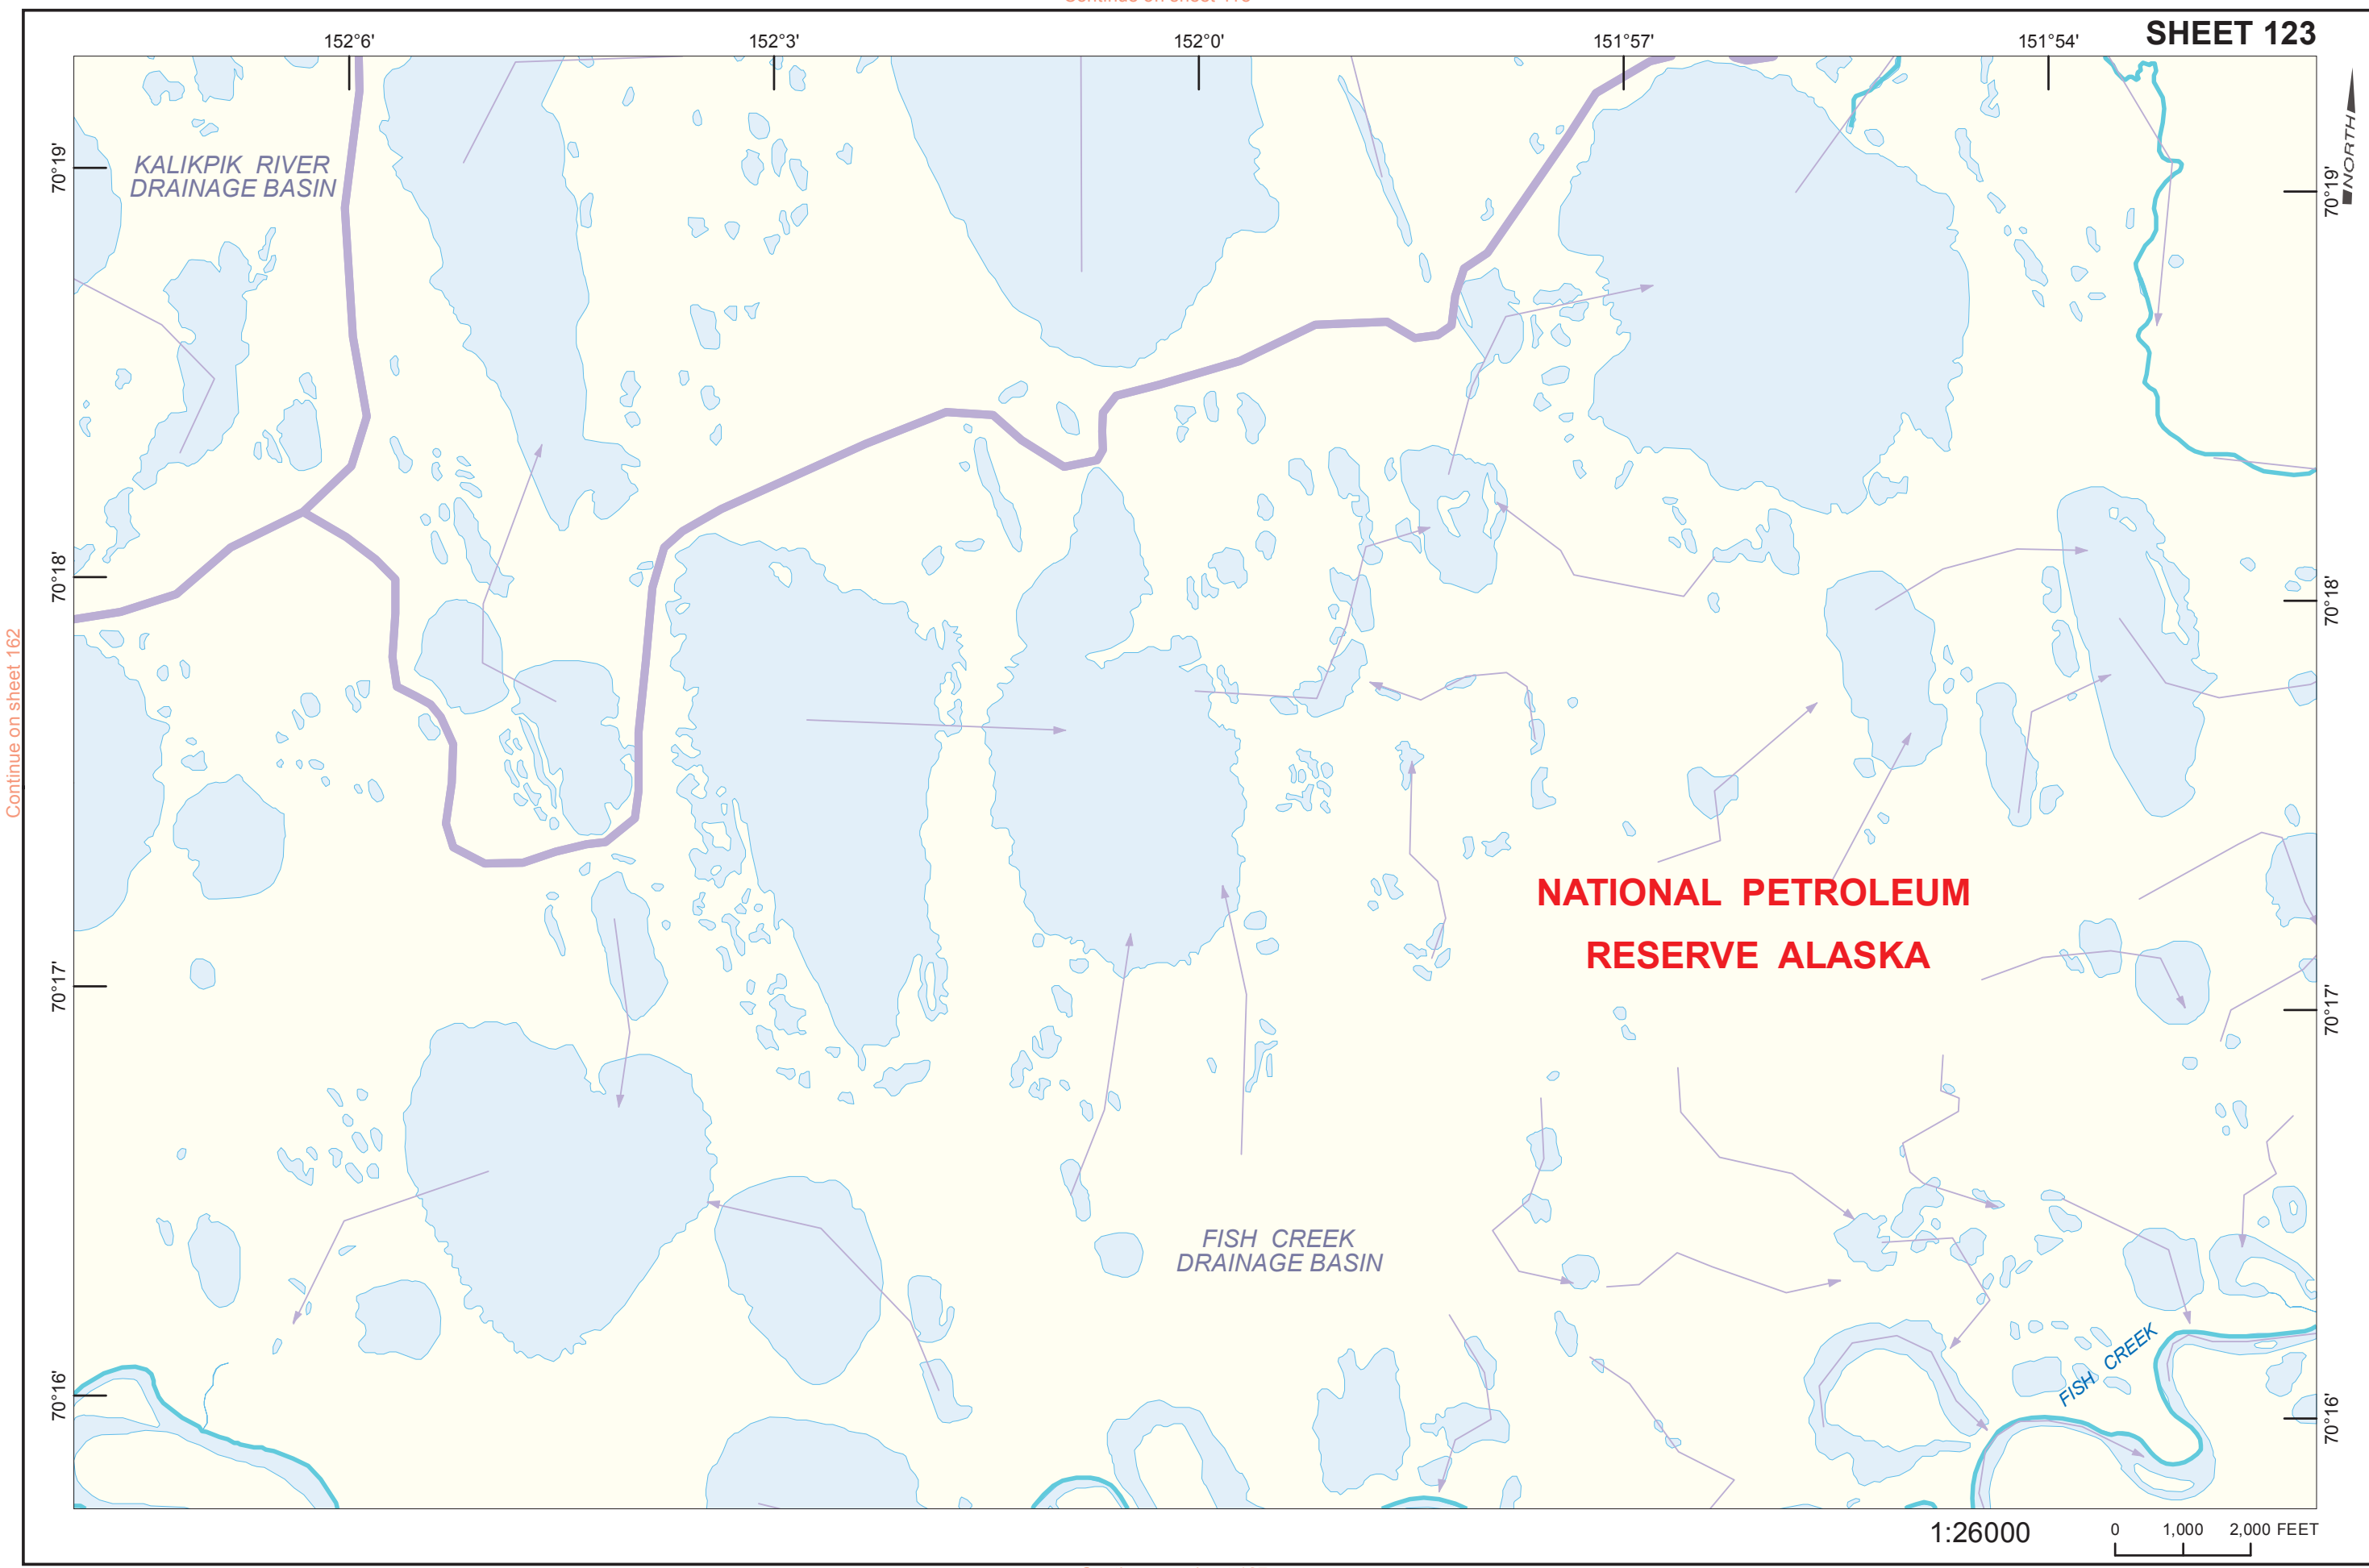 SHEET 123
152°6'
152°3'
152°0'
151°57'
151°54'
NORTH
70°19'
70°19'
KALIKPIK RIVER
DRAINAGE BASIN
70°18'
70°18'
Continue on sheet 162
NATIONAL PETROLEUM
RESERVE ALASKA
70°17'
70°17'
FISH CREEK
DRAINAGE BASIN
FISH CREEK
70°16'
70°16'
1:26000
0 1,000 2,000 FEET